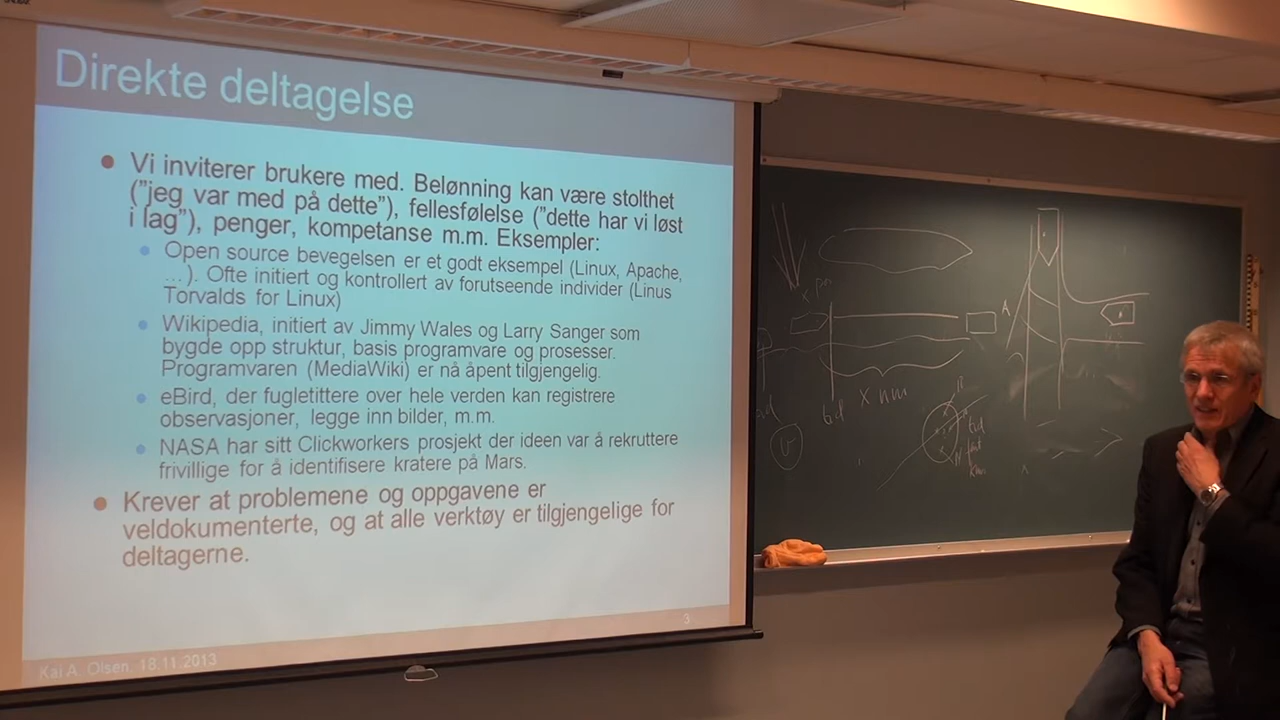 Direkte deltagelse
Vi inviterer brukere med. Belønning kan være stolthet
("jeg var med på dette"), fellesfølelse ("dette har vi løst
i lag"), penger, kompetanse m.m. Eksempler:
Open source bevegelsen er et godt eksempel (Linux, Apache,
…). Ofte initiert og kontrollert av forutseende individer (Linus
Torvalds for Linux)
Wikipedia, initiert av Jimmy Wales og Larry Sanger som
bygde opp struktur, basis programvare og prosesser.
Programvaren (MediaWiki) er nå åpent tilgjengelig.
eBird, der fugletittere over hele verden kan registrere
observasjoner, legge inn bilder, m.m.
NASA har sitt Clickworkers prosjekt der ideen var å rekruttere
frivillige for å identifisere kratere på Mars.
Krever at problemene og oppgavene er
veldokumenterte, og at alle verktøy er tilgjengelige for
deltagerne.
Kai A. Olsen, 18.11.2013
3
A
tid
x nm